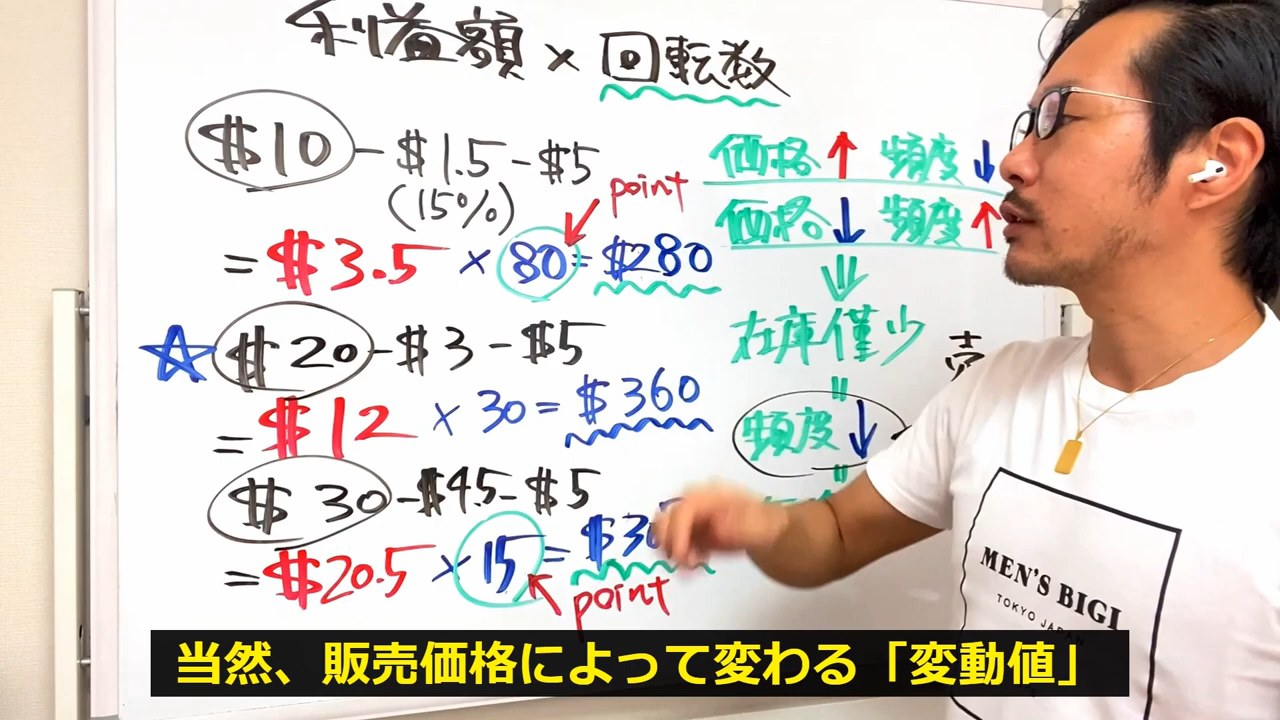 利益額 × 回転数
$10 - $1.5 - $5
(15%)
point
= $3.5 × 80 = $280
☆ $20 - $3 - $5
= $12 × 30 = $360
$30 - $4.5 - $5
= $20.5 × 15 = $30
point
価格↑ 頻度↓
価格↓ 頻度↑
在庫僅少
頻度↓
売
MEN'S BIGI
TOKYO JAPAN
当然、販売価格によって変わる「変動値」